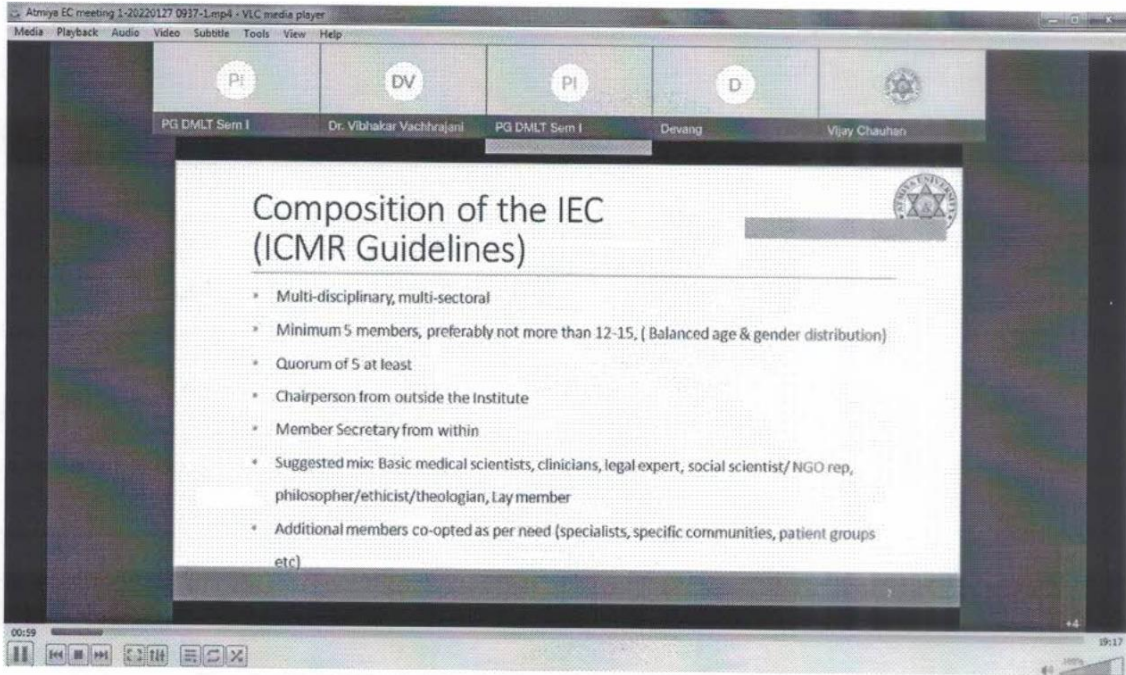 Atmiya EC meeting 1-20220127 0937-1.mp4 - VLC media player
Media Playback Audio Video Subtitle Tools View Help
PI DV PI D
PG DMLT Sem I Dr. Vibhakar Vachhrajani PG DMLT Sem I Devang Vijay Chauhan
ATMIYA UNIVERSITY
Composition of the IEC
(ICMR Guidelines)
• Multi-disciplinary, multi-sectoral
• Minimum 5 members, preferably not more than 12-15, ( Balanced age & gender distribution)
• Quorum of 5 at least
• Chairperson from outside the Institute
• Member Secretary from within
• Suggested mix: Basic medical scientists, clinicians, legal expert, social scientist/ NGO rep,
philosopher/ethicist/theologian, Lay member
• Additional members co-opted as per need (specialists, specific communities, patient groups
etc)
+4
00:59 19:17
100%